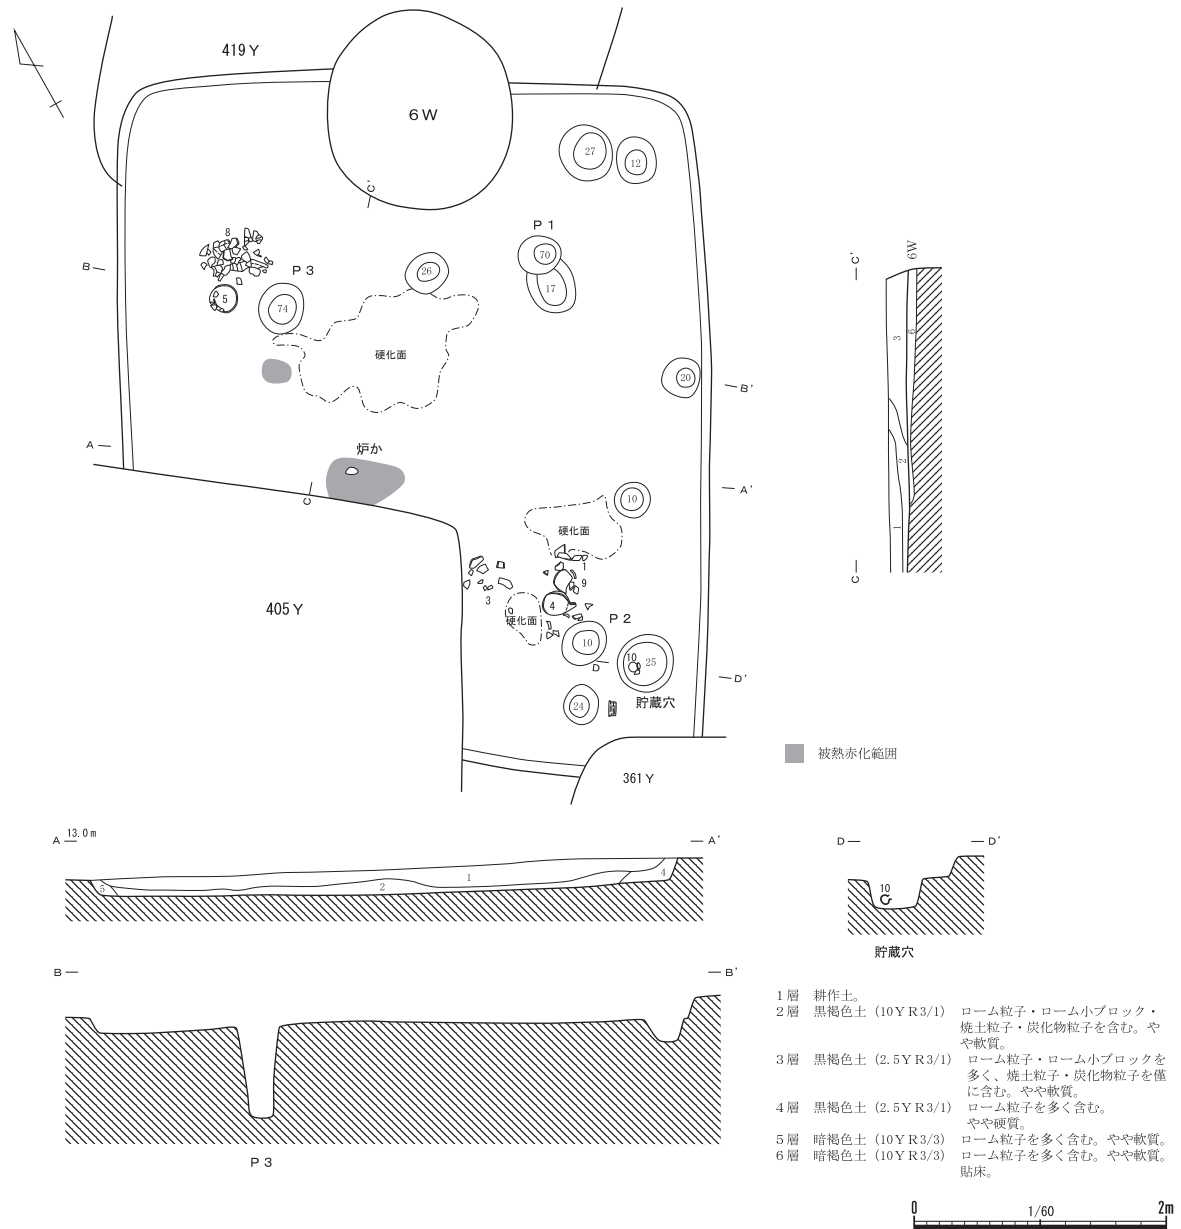 419Y
6W
C'
27
12
P1
8
B
P3
26
70
5
17
74
硬化面
20
B'
A
炉か
C
A'
10
硬化面
1
9
3
4
硬化面
P2
10
D
10
25
D'
24
貯蔵穴
405Y
361Y
C'
6W
3
6
2
1
C
被熱赤化範囲
A 13.0m
A'
1
2
4
5
D
D'
10
貯蔵穴
B
B'
P3
1層 耕作土。
2層 黒褐色土(10YR3/1) ローム粒子・ローム小ブロック・
焼土粒子・炭化物粒子を含む。や
や軟質。
3層 黒褐色土(2.5YR3/1) ローム粒子・ローム小ブロックを
多く、焼土粒子・炭化物粒子を僅
に含む。やや軟質。
4層 黒褐色土(2.5YR3/1) ローム粒子を多く含む。
やや硬質。
5層 暗褐色土(10YR3/3) ローム粒子を多く含む。やや軟質。
6層 暗褐色土(10YR3/3) ローム粒子を多く含む。やや軟質。
貼床。
0 1/60 2m